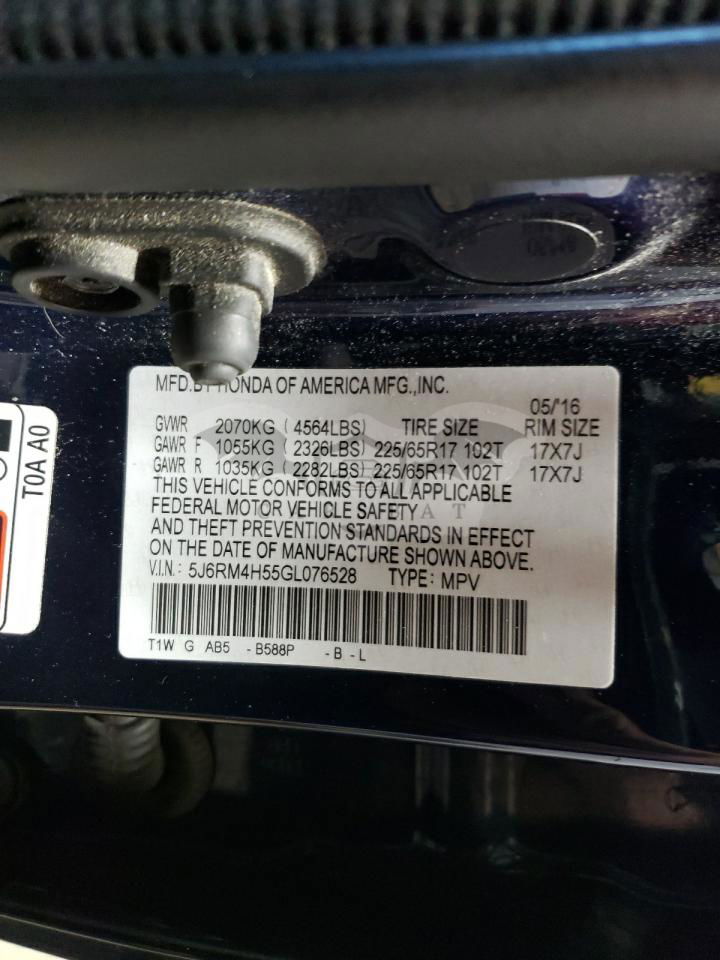 MFD.BY HONDA OF AMERICA MFG.,INC.
05/'16
GVWR 2070KG ( 4564LBS) TIRE SIZE RIM SIZE
GAWR F 1055KG ( 2326LBS) 225/65R17 102T 17X7J
GAWR R 1035KG ( 2282LBS) 225/65R17 102T 17X7J
THIS VEHICLE CONFORMS TO ALL APPLICABLE
FEDERAL MOTOR VEHICLE SAFETY
AND THEFT PREVENTION STANDARDS IN EFFECT
ON THE DATE OF MANUFACTURE SHOWN ABOVE.
V.I.N.: 5J6RM4H55GL076528 TYPE: MPV
T1W G AB5 -B588P -B -L
T0A A0